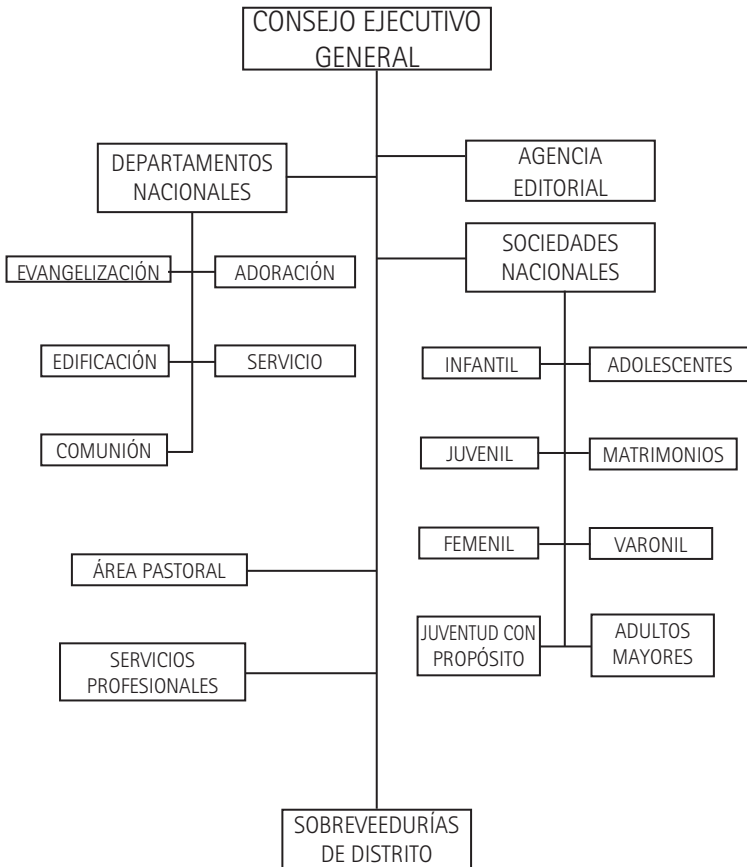 CONSEJO EJECUTIVO
GENERAL
DEPARTAMENTOS
NACIONALES
AGENCIA
EDITORIAL
SOCIEDADES
NACIONALES
EVANGELIZACIÓN
ADORACIÓN
EDIFICACIÓN
SERVICIO
COMUNIÓN
INFANTIL
ADOLESCENTES
JUVENIL
MATRIMONIOS
FEMENIL
VARONIL
JUVENTUD CON
PROPÓSITO
ADULTOS
MAYORES
ÁREA PASTORAL
SERVICIOS
PROFESIONALES
SOBREVEEDURÍAS
DE DISTRITO